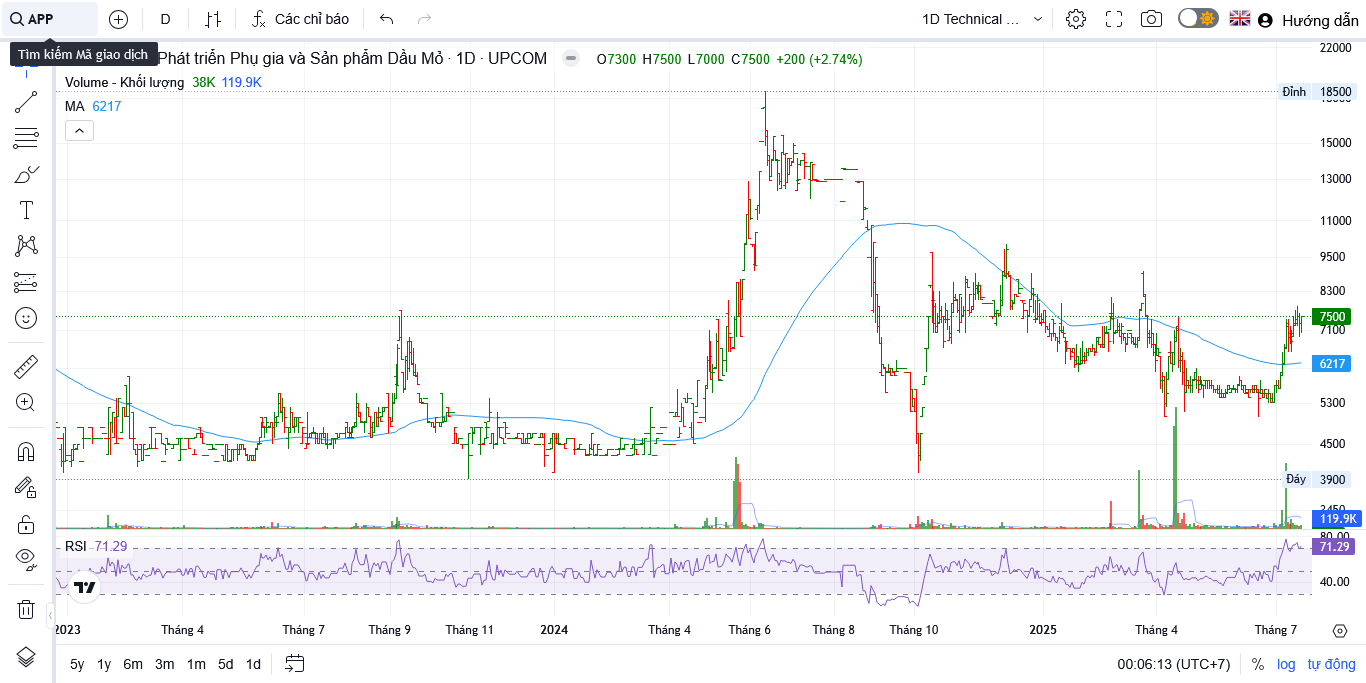 APP
D
Các chỉ báo
1D Technical ...
Hướng dẫn
Tìm kiếm Mã giao dịch
Phát triển Phụ gia và Sản phẩm Dầu Mỏ · 1D · UPCOM
O7300 H7500 L7000 C7500 +200 (+2.74%)
Volume - Khối lượng 38K 119.9K
MA 6217
22000
Đỉnh 18500
15000
13000
11000
9500
8300
7500
7100
6217
5300
4500
Đáy 3900
119.9K
RSI 71.29
80.00
71.29
40.00
2023 Tháng 4 Tháng 7 Tháng 9 Tháng 11 2024 Tháng 4 Tháng 6 Tháng 8 Tháng 10 2025 Tháng 4 Tháng 7
5y 1y 6m 3m 1m 5d 1d
00:06:13 (UTC+7) % log tự động